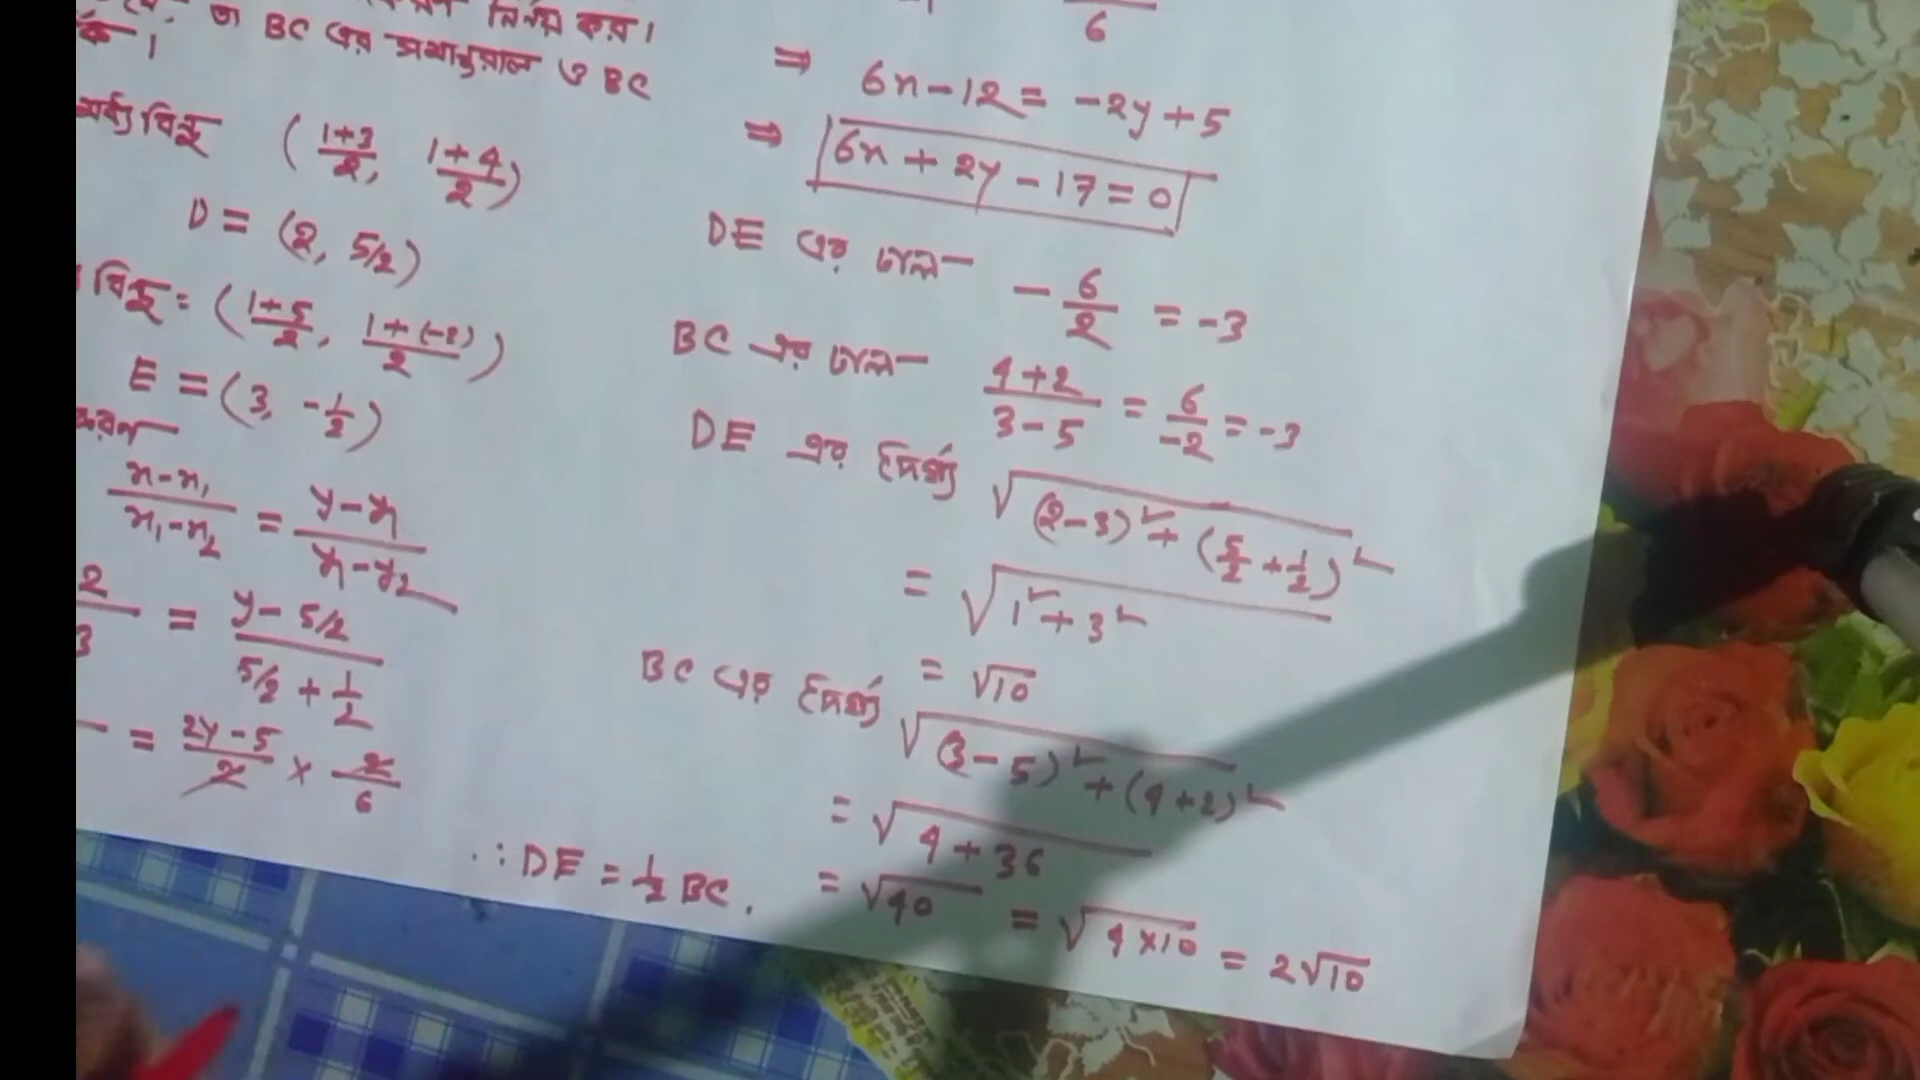 নির্ণয় কর।
তা BC এর সমান্তরাল ও BC
মধ্যবিন্দু (1+3/2, 1+4/2)
D = (2, 5/2)
বিন্দু = (1+5/2, 1+(-2)/2)
E = (3, -1/2)
x-x₁/x₁-x₂ = y-y₁/y₁-y₂
2/3 = y-5/2 / 5/2+1/2
= 2y-5/2 × 2/6
6
⇒ 6x-12 = -2y+5
⇒ 6x+2y-17=0
DE এর ঢাল - 6/2 = -3
BC এর ঢাল 4+2/3-5 = 6/-2 = -3
DE এর দৈর্ঘ্য √(2-3)²+(5/2+1/2)²
= √1²+3²
= √10
BC এর দৈর্ঘ্য √(3-5)²+(4+2)²
= √4+36
= √40 = √4×10 = 2√10
∴ DE = 1/2 BC.